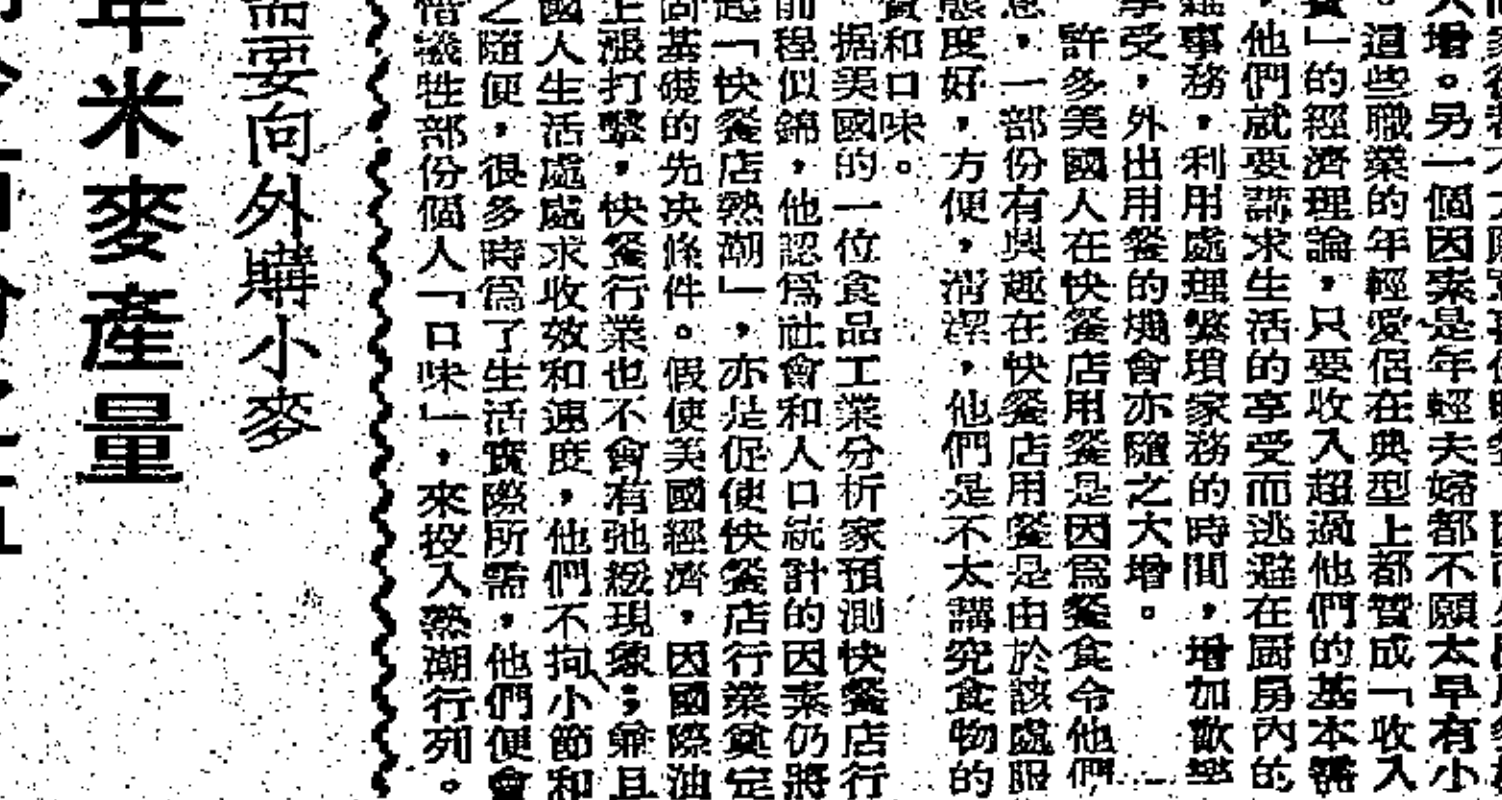 大增。另一個因素是年輕夫婦都不願太早有小
。這些職業的年輕愛侶在典型上都贊成「收入
」的經濟理論，只要收入超過他們的基本
，他們就要講求生活的享受而逃避在厨房內的
雜事務，利用處理繁瑣家務的時間，增加歡樂
享受，外出用餐的機會亦隨之大增。
許多美國人在快餐店用餐是因爲餐食令他們
意，一部份有興趣在快餐店用餐是由於該處服
態度好，方便，清潔，他們是不太講究食物的
質和口味。
据美國的一位食品工業分析家預測快餐店行
前程似錦，他認爲社會和人口統計的因素仍將
起「快餐店熱潮」，亦是促使快餐店行業奠定
固基礎的先决條件。假使美國經濟，因國際油
上漲打擊，快餐行業也不會有弛緩現象；兼且
國人生活處處求收效和速度，他們不拘小節和
之隨便，很多時爲了生活實際所需，他們便會
惜犧牲部份個人「口味」，來投入熱潮行列。
需要向外購小麥
年米麥產量